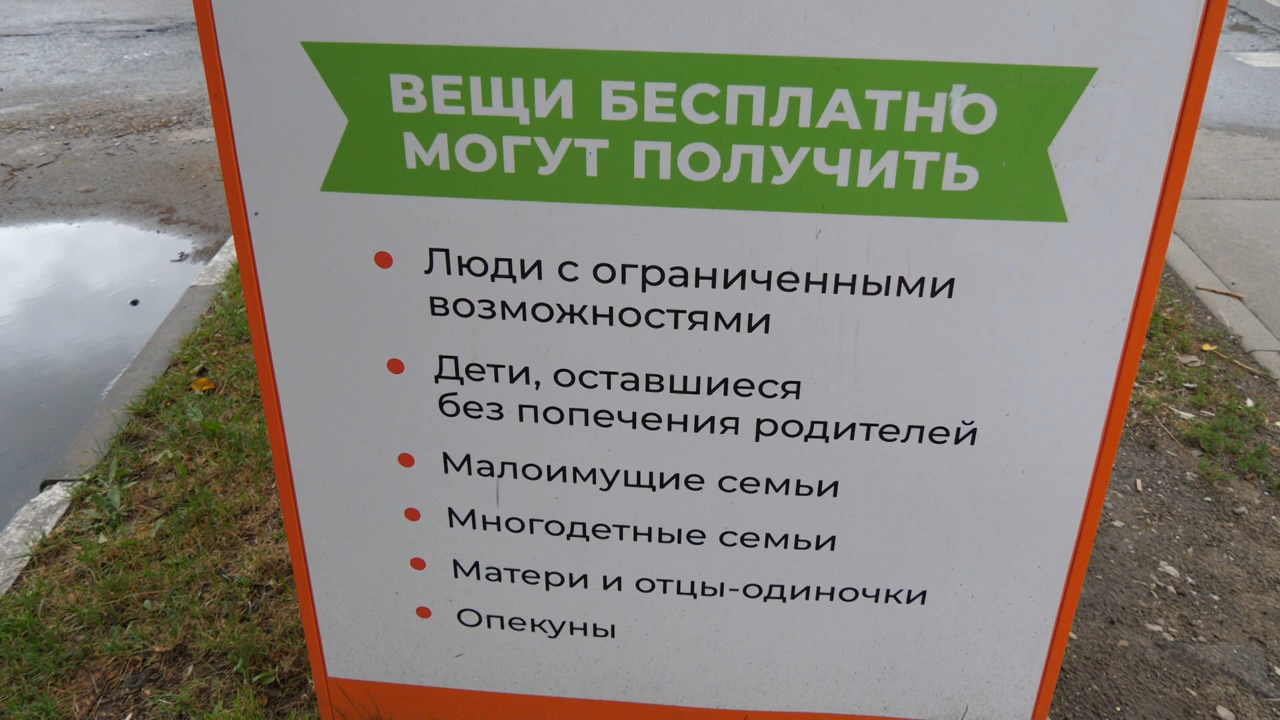 ВЕЩИ БЕСПЛАТНО
МОГУТ ПОЛУЧИТЬ
Люди с ограниченными
возможностями
Дети, оставшиеся
без попечения родителей
Малоимущие семьи
Многодетные семьи
Матери и отцы-одиночки
Опекуны